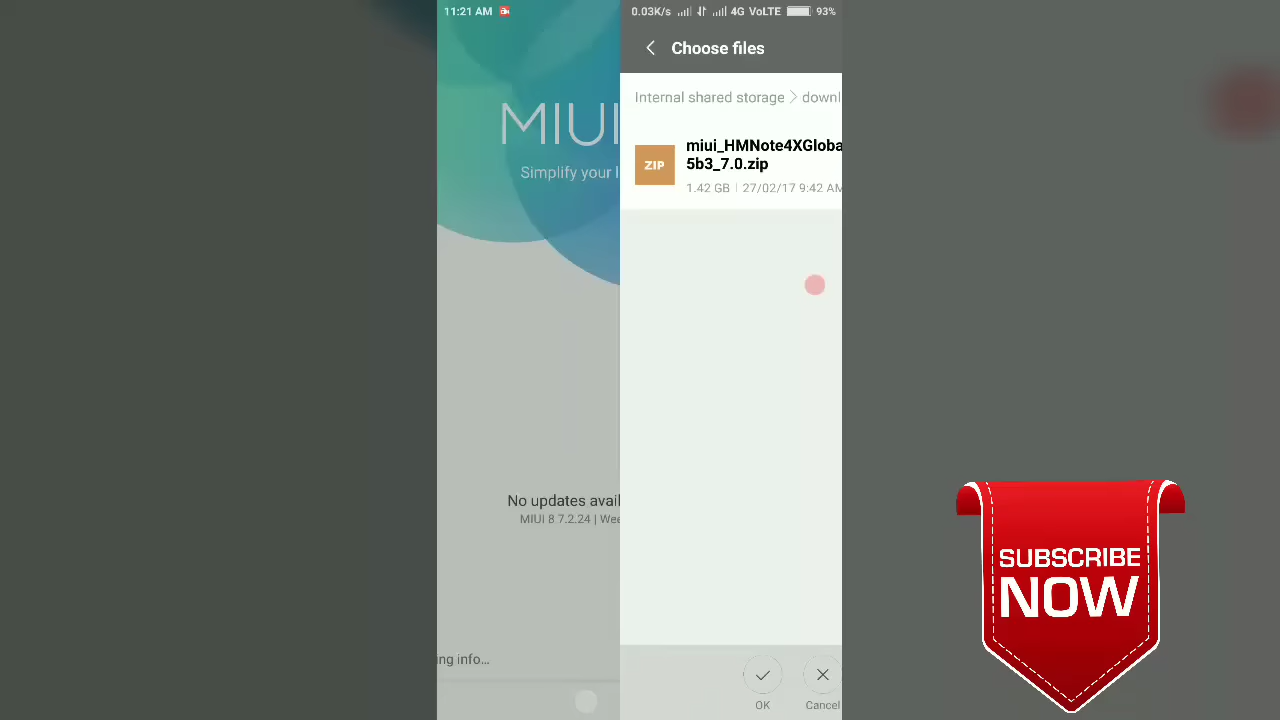 11:21 AM
0.03K/s 4G VoLTE 93%
Choose files
Internal shared storage > downl
MIUI
Simplify your l
ZIP
miui_HMNote4XGloba
5b3_7.0.zip
1.42 GB | 27/02/17 9:42 AM
No updates avail
MIUI 8 7.2.24 | Wee
ing info...
OK
Cancel
SUBSCRIBE
NOW